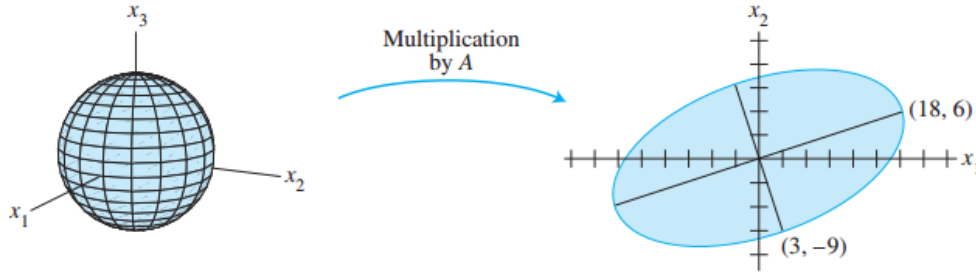 x3
x1
x2
Multiplication
by A
x2
x1
(18, 6)
(3, −9)